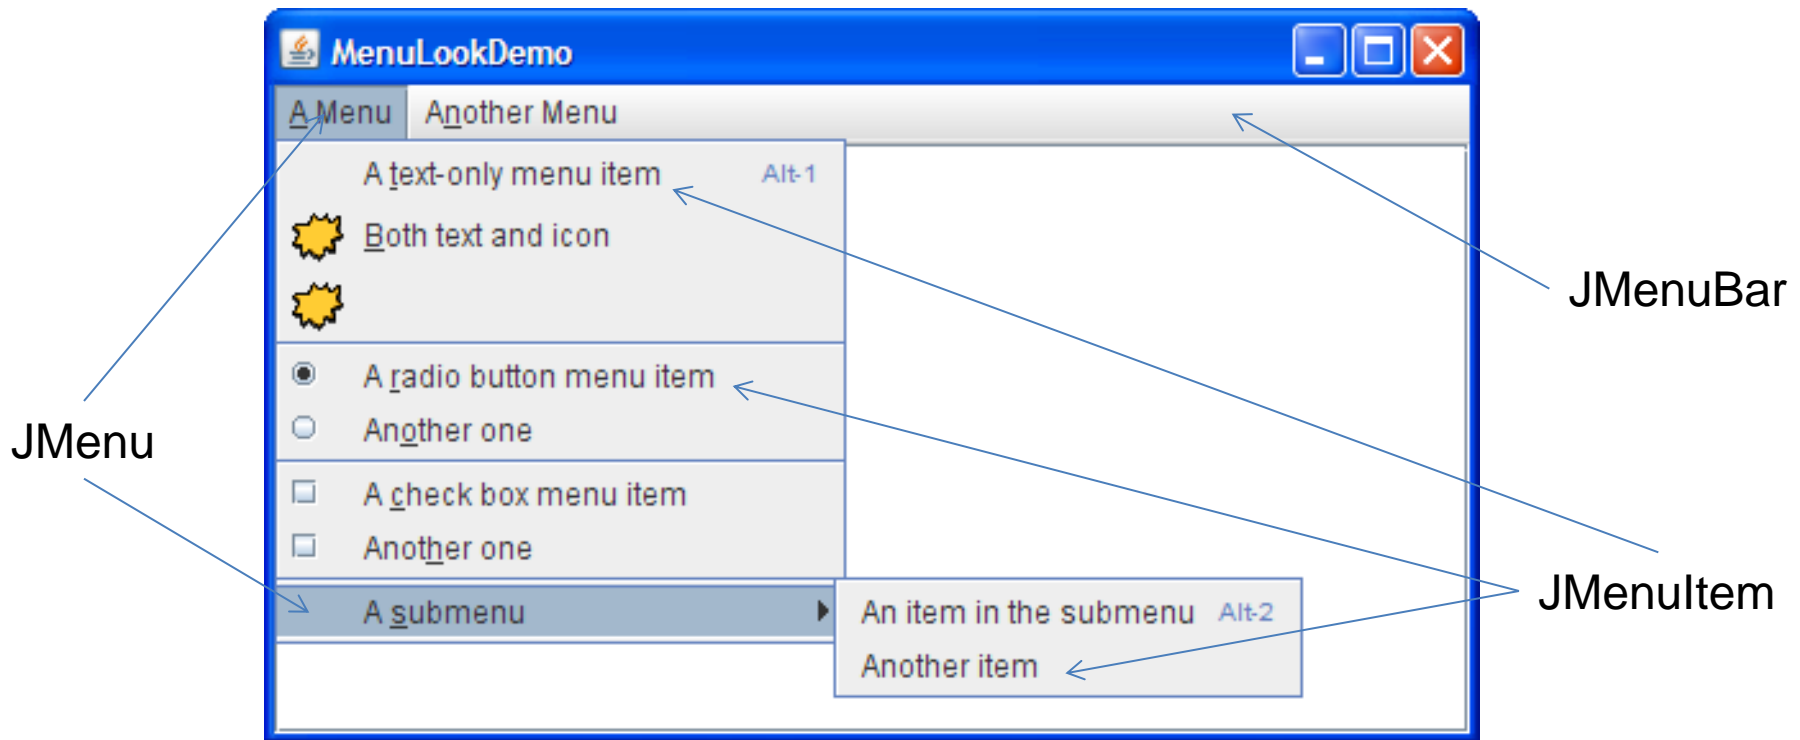 MenuLookDemo
A Menu Another Menu
A text-only menu item Alt-1
Both text and icon
JMenuBar
A radio button menu item
Another one
JMenu
A check box menu item
Another one
JMenuItem
A submenu An item in the submenu Alt-2
Another item